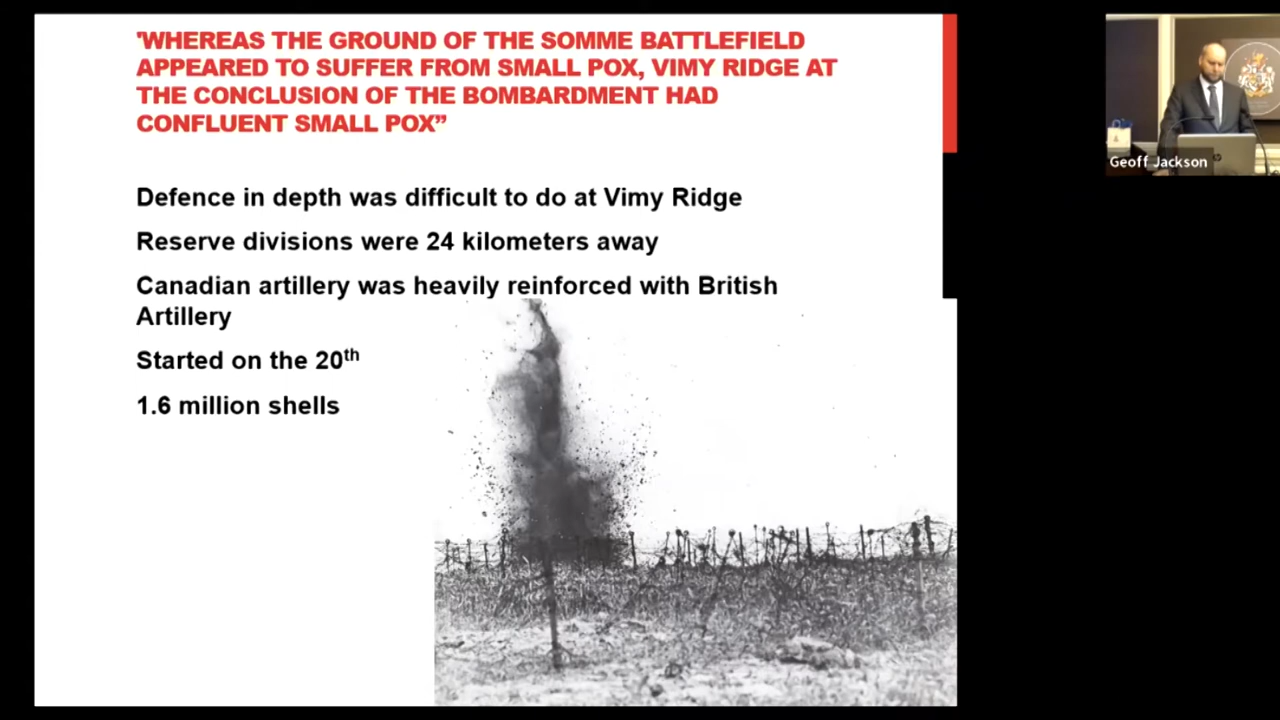 'WHEREAS THE GROUND OF THE SOMME BATTLEFIELD
APPEARED TO SUFFER FROM SMALL POX, VIMY RIDGE AT
THE CONCLUSION OF THE BOMBARDMENT HAD
CONFLUENT SMALL POX”
Defence in depth was difficult to do at Vimy Ridge
Reserve divisions were 24 kilometers away
Canadian artillery was heavily reinforced with British
Artillery
Started on the 20th
1.6 million shells
Geoff Jackson